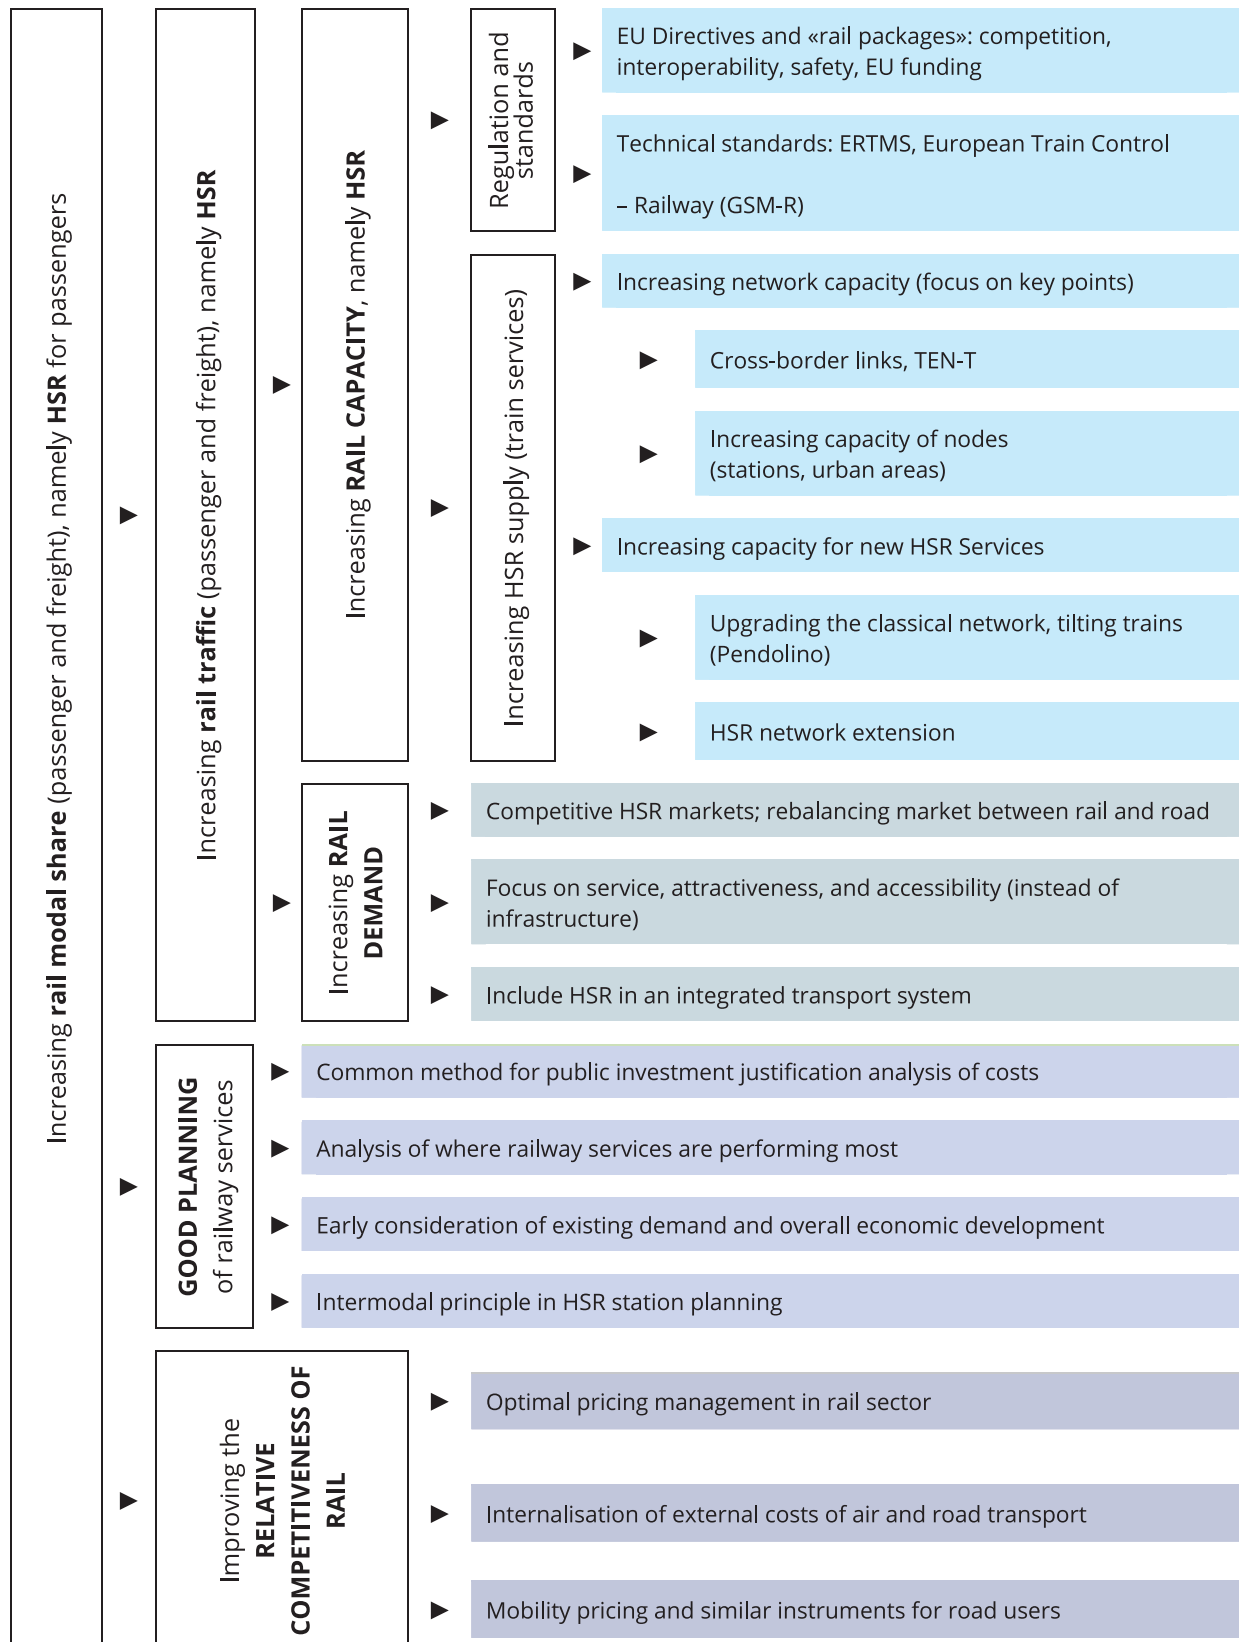 Increasing rail modal share (passenger and freight), namely HSR for passengers
Increasing rail traffic (passenger and freight), namely HSR
Increasing RAIL CAPACITY, namely HSR
Regulation and
standards
EU Directives and «rail packages»: competition,
interoperability, safety, EU funding
Technical standards: ERTMS, European Train Control
– Railway (GSM-R)
Increasing HSR supply (train services)
Increasing network capacity (focus on key points)
Cross-border links, TEN-T
Increasing capacity of nodes
(stations, urban areas)
Increasing capacity for new HSR Services
Upgrading the classical network, tilting trains
(Pendolino)
HSR network extension
Increasing RAIL
DEMAND
Competitive HSR markets; rebalancing market between rail and road
Focus on service, attractiveness, and accessibility (instead of
infrastructure)
Include HSR in an integrated transport system
GOOD PLANNING
of railway services
Common method for public investment justification analysis of costs
Analysis of where railway services are performing most
Early consideration of existing demand and overall economic development
Intermodal principle in HSR station planning
Improving the
RELATIVE
COMPETITIVENESS OF
RAIL
Optimal pricing management in rail sector
Internalisation of external costs of air and road transport
Mobility pricing and similar instruments for road users